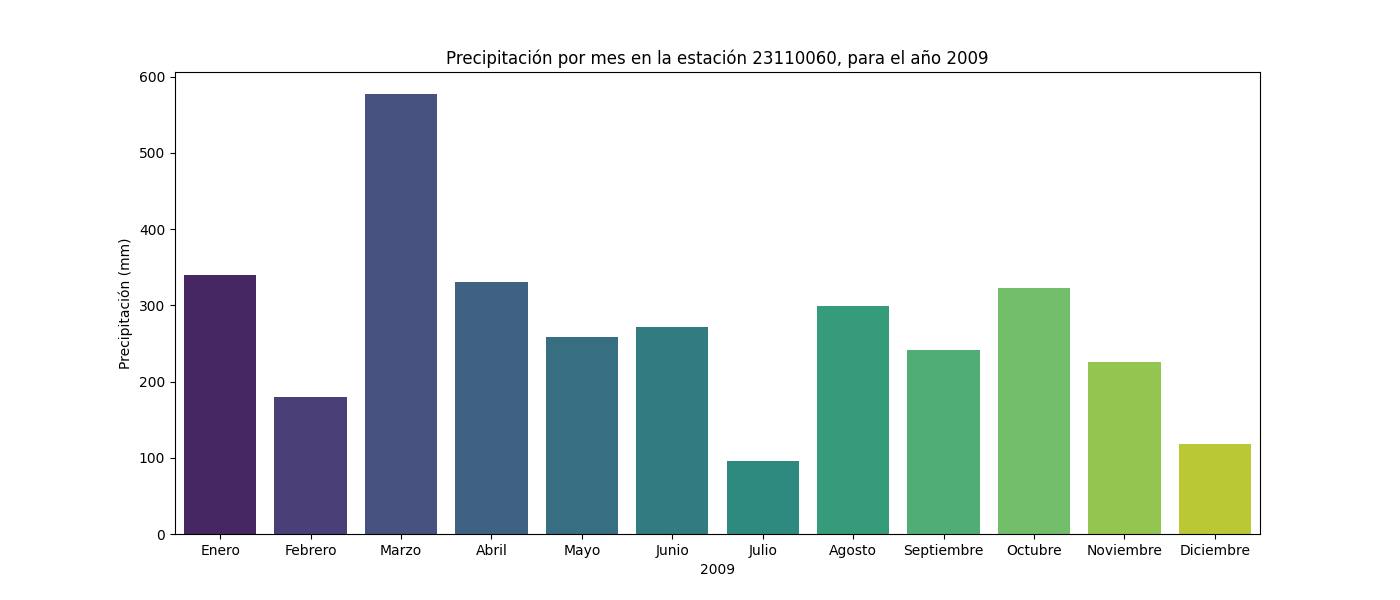 Precipitación por mes en la estación 23110060, para el año 2009
600
500
400
300
200
100
0
Precipitación (mm)
Enero Febrero Marzo Abril Mayo Junio Julio Agosto Septiembre Octubre Noviembre Diciembre
2009